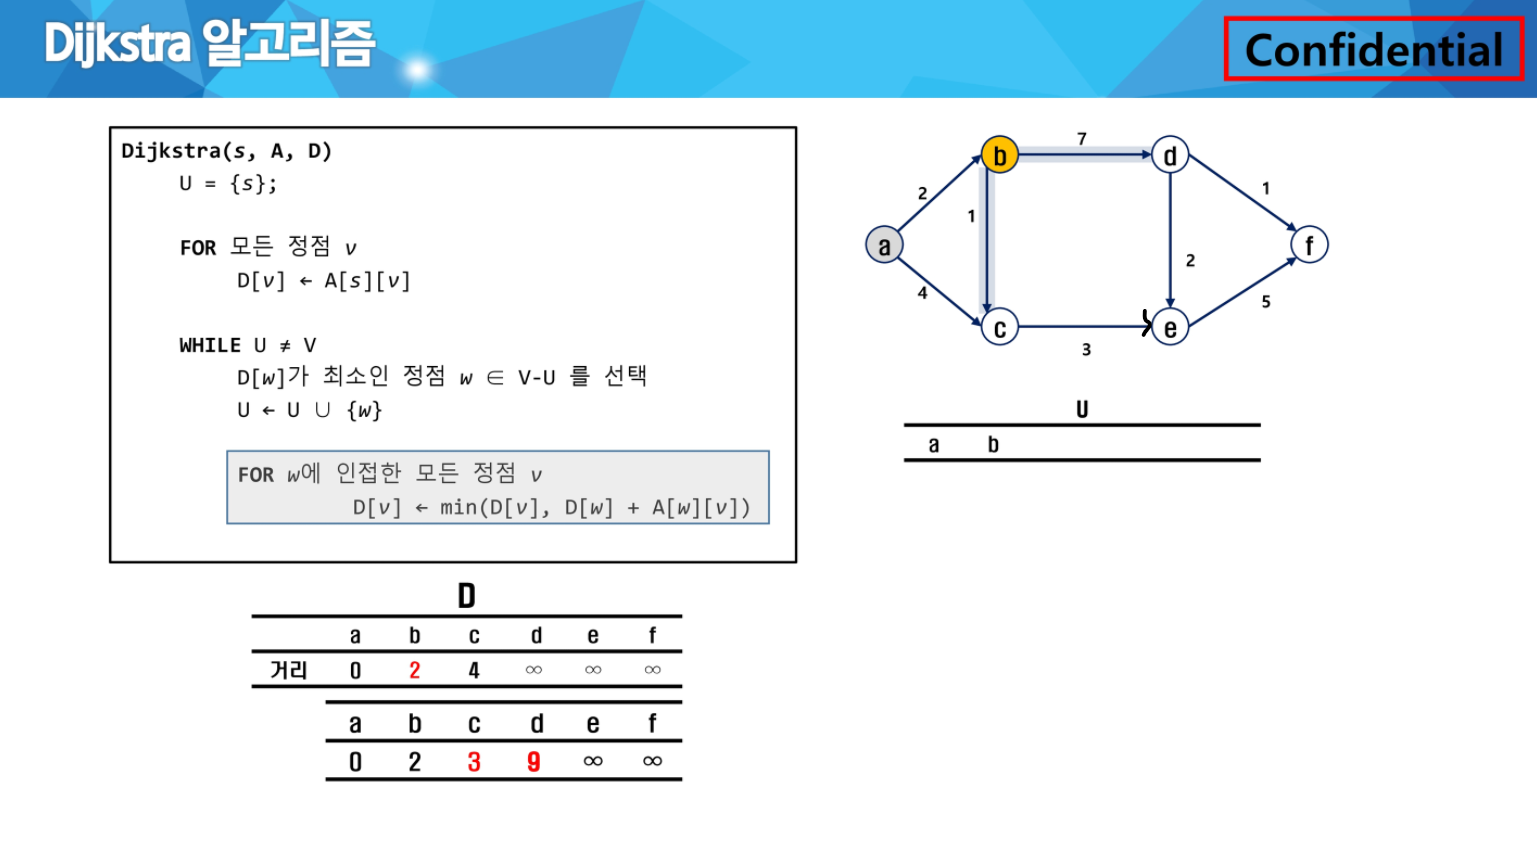 Dijkstra 알고리즘
Confidential
Dijkstra(s, A, D)
U = {s};
FOR 모든 정점 v
D[v] ← A[s][v]
WHILE U ≠ V
D[w]가 최소인 정점 w ∈ V-U 를 선택
U ← U ∪ {w}
FOR w에 인접한 모든 정점 v
D[v] ← min(D[v], D[w] + A[w][v])
D
a b c d e f
거리 0 2 4 ∞ ∞ ∞
a b c d e f
0 2 3 9 ∞ ∞
7
b
d
2
1
1
a
f
2
4
5
c
e
3
U
a b